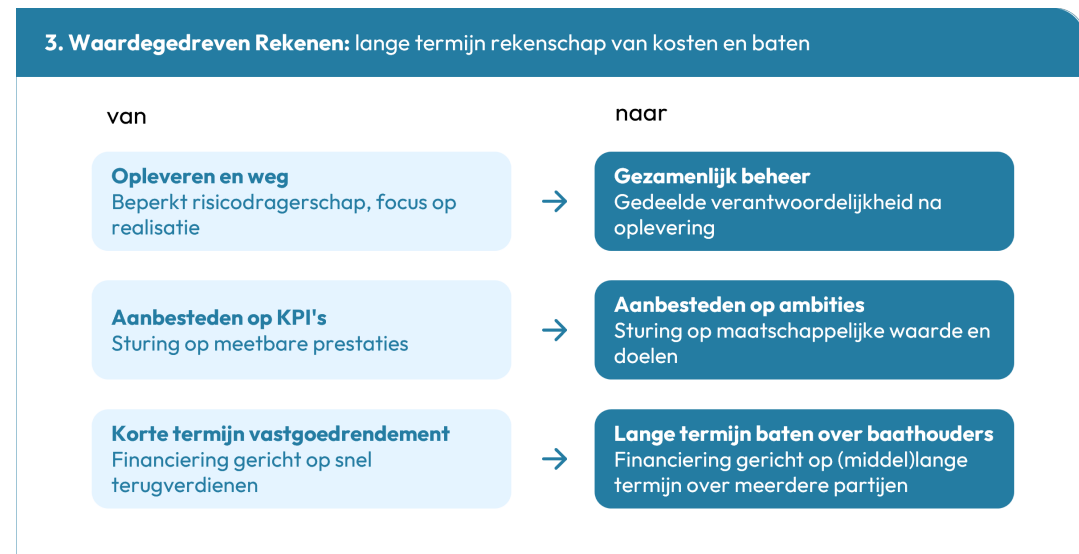 3. Waardegedreven Rekenen: lange termijn rekenschap van kosten en baten
van
naar
Opleveren en weg
Beperkt risicodragerschap, focus op
realisatie
Gezamenlijk beheer
Gedeelde verantwoordelijkheid na
oplevering
Aanbesteden op KPI's
Sturing op meetbare prestaties
Aanbesteden op ambities
Sturing op maatschappelijke waarde en
doelen
Korte termijn vastgoedrendement
Financiering gericht op snel
terugverdienen
Lange termijn baten over baathouders
Financiering gericht op (middel)lange
termijn over meerdere partijen